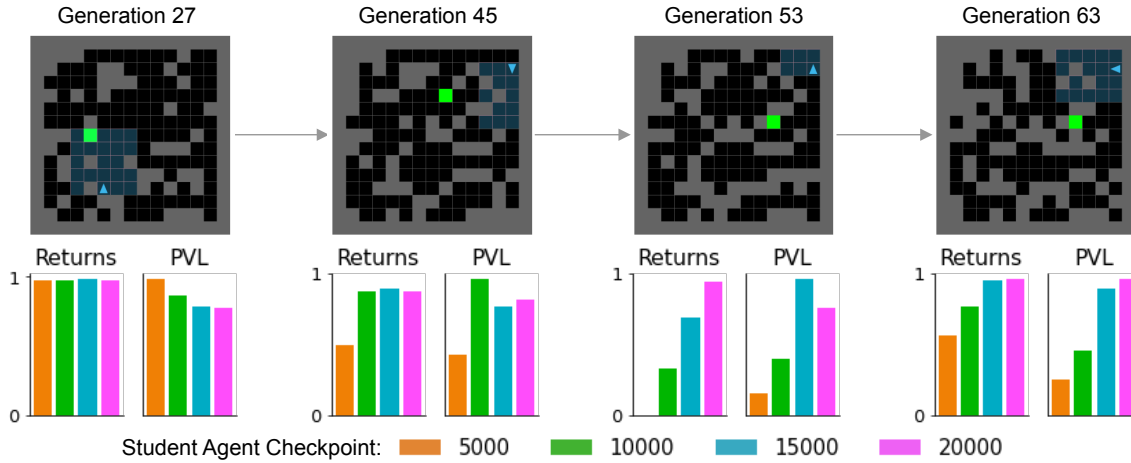 Generation 27 Generation 45 Generation 53 Generation 63
Returns PVL Returns PVL Returns PVL Returns PVL
1 1 1 1
0 0 0 0
Student Agent Checkpoint: 5000 10000 15000 20000